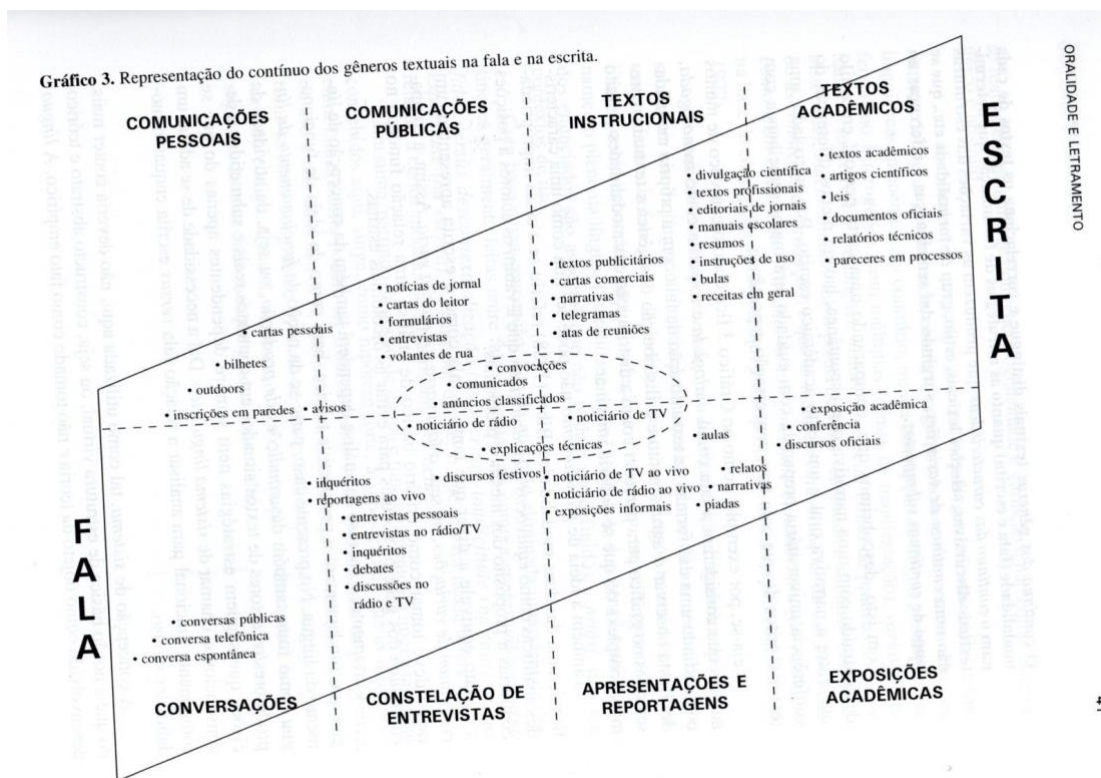 ORALIDADE E LETRAMENTO
Gráfico 3. Representação do contínuo dos gêneros textuais na fala e na escrita.
COMUNICAÇÕES
PESSOAIS
COMUNICAÇÕES
PÚBLICAS
TEXTOS
INSTRUCIONAIS
TEXTOS
ACADÊMICOS
ESCRITA
• cartas pessoais
• bilhetes
• outdoors
• inscrições em paredes
• avisos
• notícias de jornal
• cartas do leitor
• formulários
• entrevistas
• volantes de rua
• textos publicitários
• cartas comerciais
• narrativas
• telegramas
• atas de reuniões
• divulgação científica
• textos profissionais
• editoriais de jornais
• manuais escolares
• resumos
• instruções de uso
• bulas
• receitas em geral
• textos acadêmicos
• artigos científicos
• leis
• documentos oficiais
• relatórios técnicos
• pareceres em processos
• convocações
• comunicados
• anúncios classificados
• noticiário de rádio
• noticiário de TV
• explicações técnicas
• exposição acadêmica
• conferência
• discursos oficiais
• aulas
• inquéritos
• reportagens ao vivo
• entrevistas pessoais
• entrevistas no rádio/TV
• inquéritos
• debates
• discussões no
rádio e TV
• discursos festivos
• noticiário de TV ao vivo
• noticiário de rádio ao vivo
• exposições informais
• relatos
• narrativas
• piadas
• conversas públicas
• conversa telefônica
• conversa espontânea
FALA
CONVERSAÇÕES
CONSTELAÇÃO DE
ENTREVISTAS
APRESENTAÇÕES E
REPORTAGENS
EXPOSIÇÕES
ACADÊMICAS